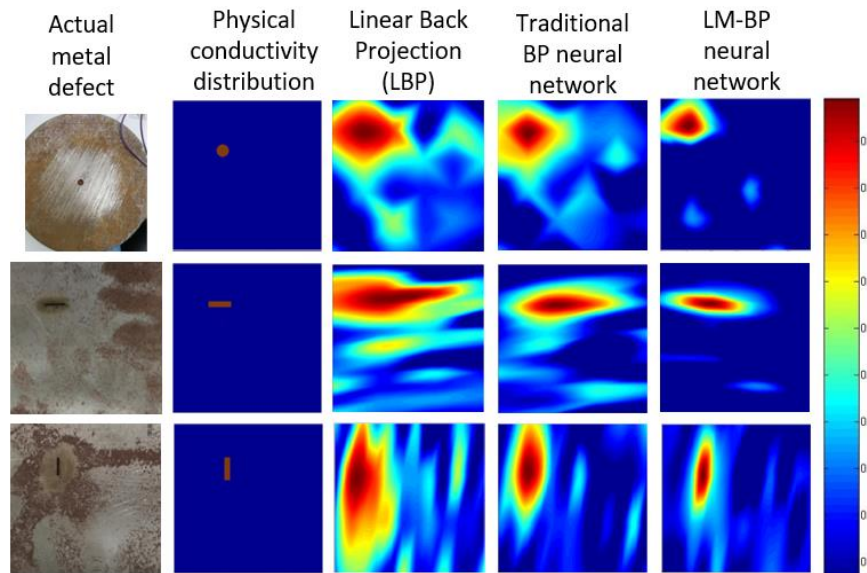 Actual
metal
defect
Physical
conductivity
distribution
Linear Back
Projection
(LBP)
Traditional
BP neural
network
LM-BP
neural
network